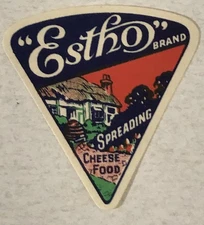 "Estho"
BRAND
SPREADING
CHEESE
FOOD